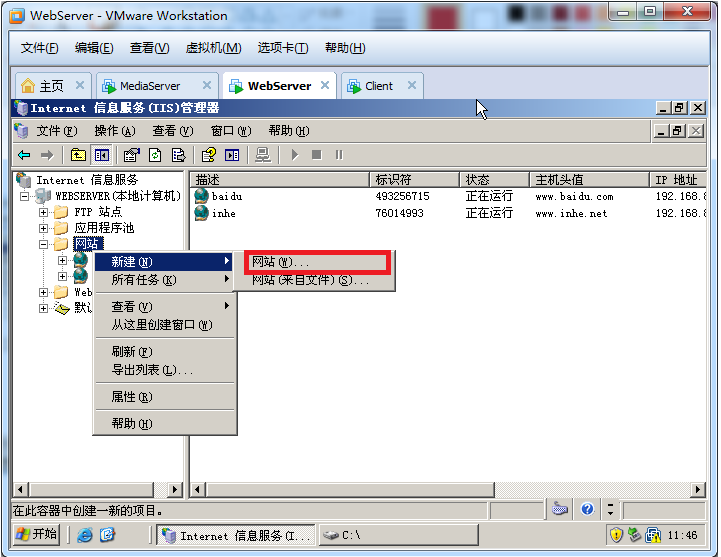 WebServer - VMware Workstation
文件(F) 编辑(E) 查看(V) 虚拟机(M) 选项卡(T) 帮助(H)
主页 MediaServer WebServer Client
Internet 信息服务(IIS)管理器
文件(F) 操作(A) 查看(V) 窗口(W) 帮助(H)
Internet 信息服务
WEBSERVER(本地计算机)
FTP 站点
应用程序池
网站
Web
默认
描述 标识符 状态 主机头值 IP 地址
baidu 493256715 正在运行 www.baidu.com 192.168.8
inhe 76014993 正在运行 www.inhe.net 192.168.8
新建(N)
所有任务(K)
查看(V)
从这里创建窗口(W)
刷新(F)
导出列表(L)...
属性(R)
帮助(H)
网站(W)...
网站(来自文件)(S)...
在此容器中创建一新的项目。
开始 Internet 信息服务(I... C:\ 11:46